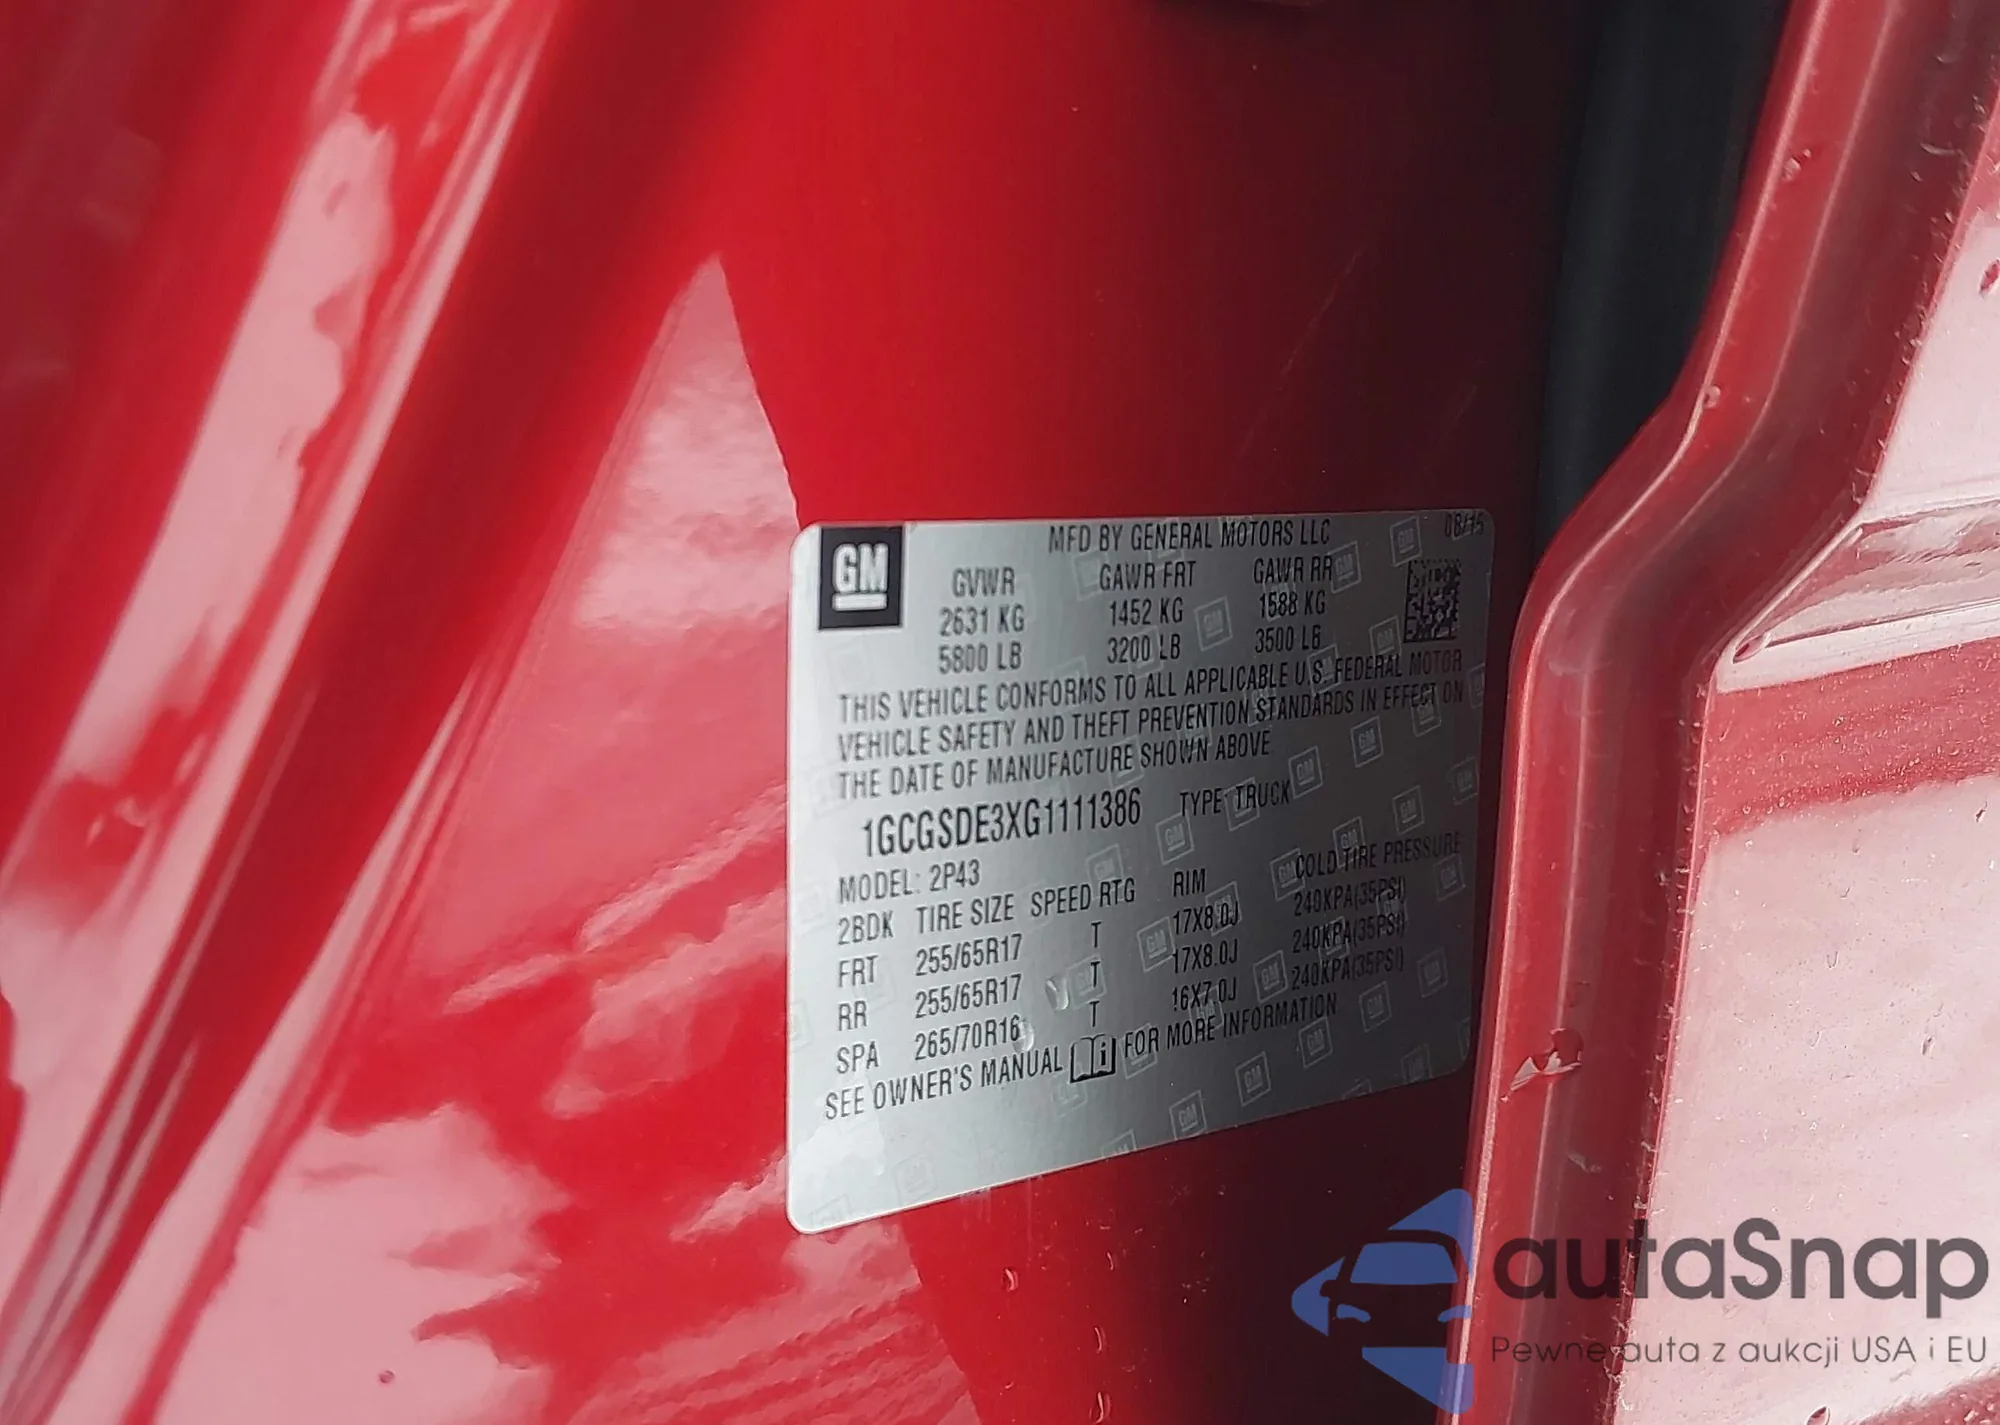 GM
MFD BY GENERAL MOTORS LLC 08/15
GVWR GAWR FRT GAWR RR
2631 KG 1452 KG 1588 KG
5800 LB 3200 LB 3500 LB
THIS VEHICLE CONFORMS TO ALL APPLICABLE U.S. FEDERAL MOTOR
VEHICLE SAFETY AND THEFT PREVENTION STANDARDS IN EFFECT ON
THE DATE OF MANUFACTURE SHOWN ABOVE
1GCGSDE3XG1111386 TYPE: TRUCK
MODEL: 2P43
2BDK TIRE SIZE SPEED RTG RIM COLD TIRE PRESSURE
FRT 255/65R17 T 17X8.0J 240KPA(35PSI)
RR 255/65R17 T 17X8.0J 240KPA(35PSI)
SPA 265/70R16 T 16X7.0J 240KPA(35PSI)
SEE OWNER'S MANUAL FOR MORE INFORMATION
autaSnap
Pewne auta z aukcji USA i EU